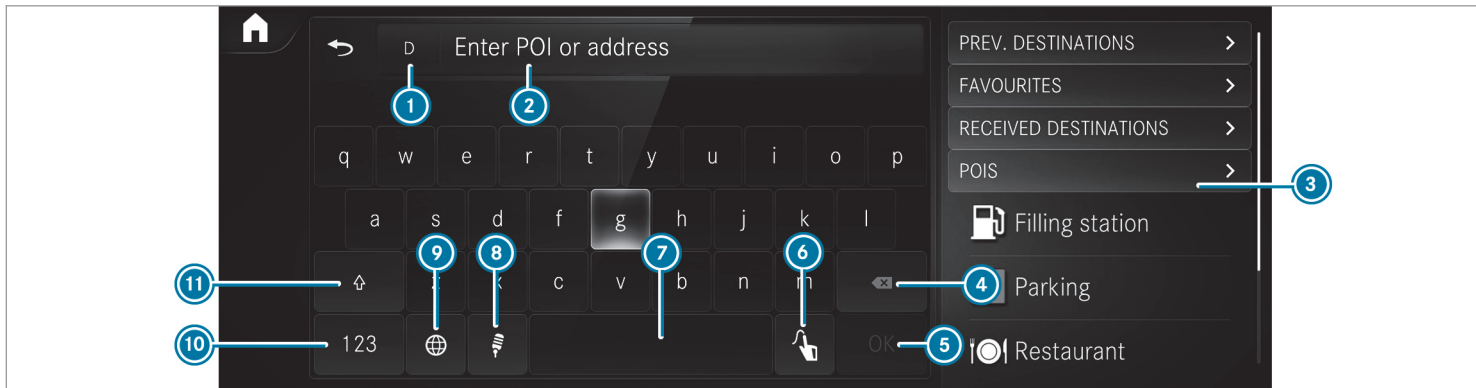 D Enter POI or address
1 2
q w e r t y u i o p
a s d f g h j k l
9 8 7 6
11 c v b n m 4
10 123 OK 5
PREV. DESTINATIONS
FAVOURITES
RECEIVED DESTINATIONS
POIS
3
Filling station
Parking
Restaurant